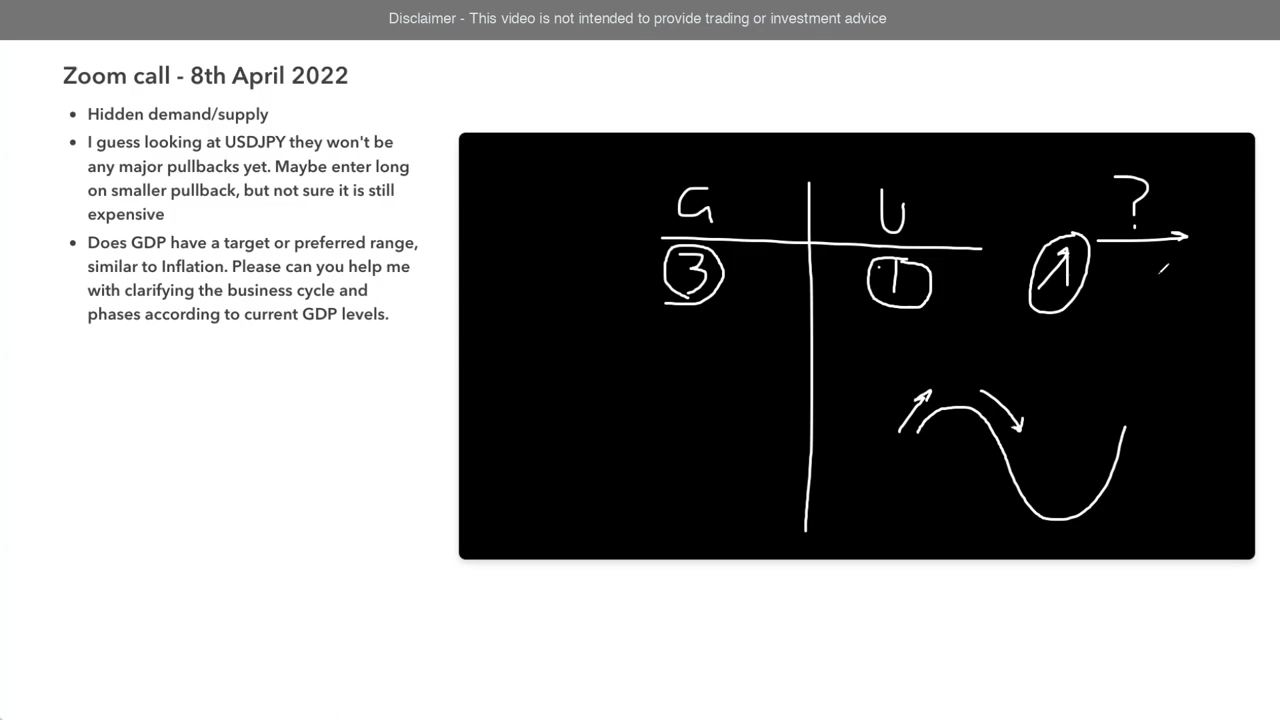 Disclaimer - This video is not intended to provide trading or investment advice
Zoom call - 8th April 2022
• Hidden demand/supply
• I guess looking at USDJPY they won't be
any major pullbacks yet. Maybe enter long
on smaller pullback, but not sure it is still
expensive
• Does GDP have a target or preferred range,
similar to Inflation. Please can you help me
with clarifying the business cycle and
phases according to current GDP levels.
G U ?
3 1